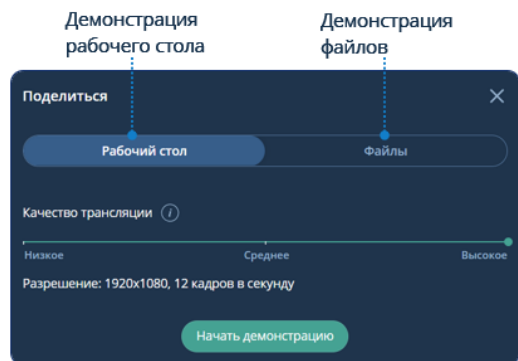 Демонстрация
рабочего стола
Демонстрация
файлов
Поделиться
Рабочий стол
Файлы
Качество трансляции
Низкое
Среднее
Высокое
Разрешение: 1920x1080, 12 кадров в секунду
Начать демонстрацию